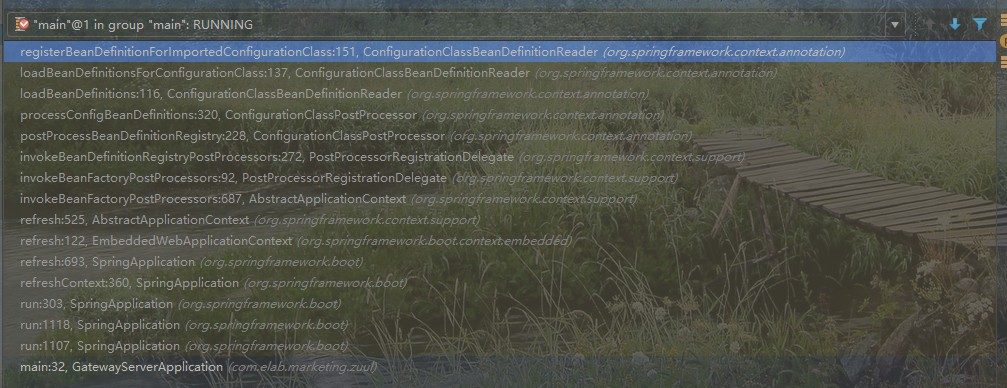 "main"@1 in group "main": RUNNING
registerBeanDefinitionForImportedConfigurationClass:151, ConfigurationClassBeanDefinitionReader (org.springframework.context.annotation)
loadBeanDefinitionsForConfigurationClass:137, ConfigurationClassBeanDefinitionReader (org.springframework.context.annotation)
loadBeanDefinitions:116, ConfigurationClassBeanDefinitionReader (org.springframework.context.annotation)
processConfigBeanDefinitions:320, ConfigurationClassPostProcessor (org.springframework.context.annotation)
postProcessBeanDefinitionRegistry:228, ConfigurationClassPostProcessor (org.springframework.context.annotation)
invokeBeanDefinitionRegistryPostProcessors:272, PostProcessorRegistrationDelegate (org.springframework.context.support)
invokeBeanFactoryPostProcessors:92, PostProcessorRegistrationDelegate (org.springframework.context.support)
invokeBeanFactoryPostProcessors:687, AbstractApplicationContext (org.springframework.context.support)
refresh:525, AbstractApplicationContext (org.springframework.context.support)
refresh:122, EmbeddedWebApplicationContext (org.springframework.boot.context.embedded)
refresh:693, SpringApplication (org.springframework.boot)
refreshContext:360, SpringApplication (org.springframework.boot)
run:303, SpringApplication (org.springframework.boot)
run:1118, SpringApplication (org.springframework.boot)
run:1107, SpringApplication (org.springframework.boot)
main:32, GatewayServerApplication (com.elab.marketing.zuul)